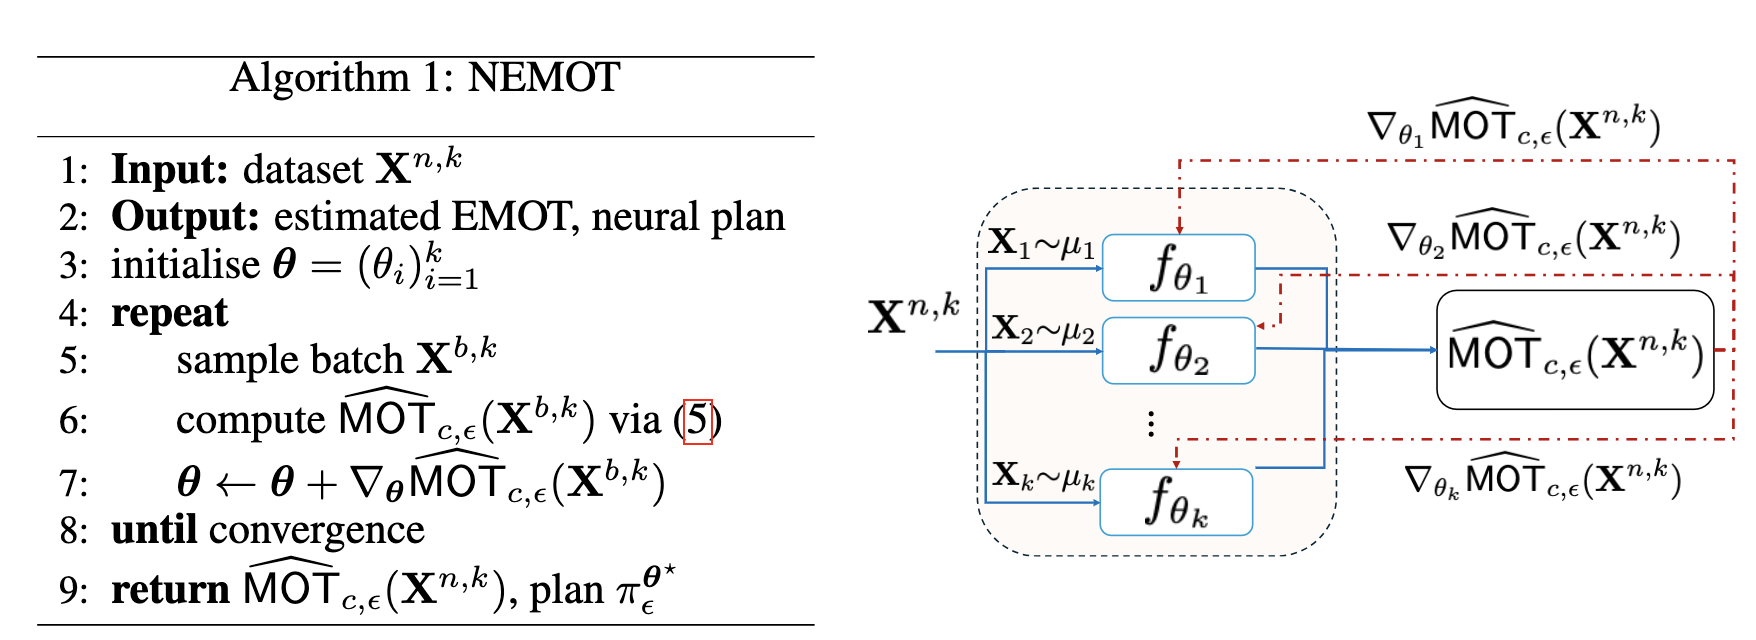 Algorithm 1: NEMOT
1: Input: dataset $\mathbf{X}^{n,k}$
2: Output: estimated EMOT, neural plan
3: initialise $\boldsymbol{\theta} = (\theta_i)_{i=1}^{k}$
4: repeat
5: sample batch $\mathbf{X}^{b,k}$
6: compute $\widehat{\mathsf{MOT}}_{c,\epsilon}(\mathbf{X}^{b,k})$ via (5)
7: $\boldsymbol{\theta} \leftarrow \boldsymbol{\theta} + \nabla_{\boldsymbol{\theta}} \widehat{\mathsf{MOT}}_{c,\epsilon}(\mathbf{X}^{b,k})$
8: until convergence
9: return $\widehat{\mathsf{MOT}}_{c,\epsilon}(\mathbf{X}^{n,k})$, plan $\pi_{\epsilon}^{\boldsymbol{\theta}^{\star}}$
$\nabla_{\theta_1} \widehat{\mathsf{MOT}}_{c,\epsilon}(\mathbf{X}^{n,k})$
$\nabla_{\theta_2} \widehat{\mathsf{MOT}}_{c,\epsilon}(\mathbf{X}^{n,k})$
$\mathbf{X}_1 \sim \mu_1$
$f_{\theta_1}$
$\mathbf{X}^{n,k}$
$\mathbf{X}_2 \sim \mu_2$
$f_{\theta_2}$
$\widehat{\mathsf{MOT}}_{c,\epsilon}(\mathbf{X}^{n,k})$
⋮
$\mathbf{X}_k \sim \mu_k$
$f_{\theta_k}$
$\nabla_{\theta_k} \widehat{\mathsf{MOT}}_{c,\epsilon}(\mathbf{X}^{n,k})$